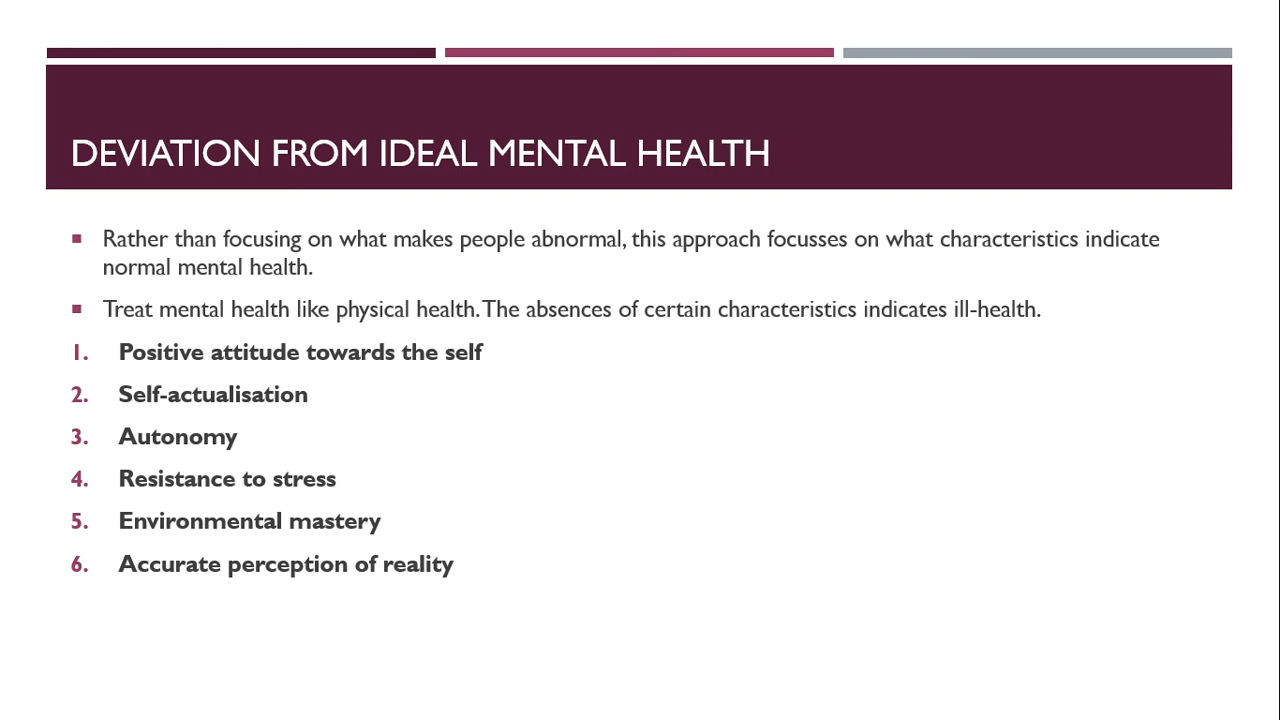 DEVIATION FROM IDEAL MENTAL HEALTH
Rather than focusing on what makes people abnormal, this approach focusses on what characteristics indicate
normal mental health.
Treat mental health like physical health. The absences of certain characteristics indicates ill-health.
1. Positive attitude towards the self
2. Self-actualisation
3. Autonomy
4. Resistance to stress
5. Environmental mastery
6. Accurate perception of reality